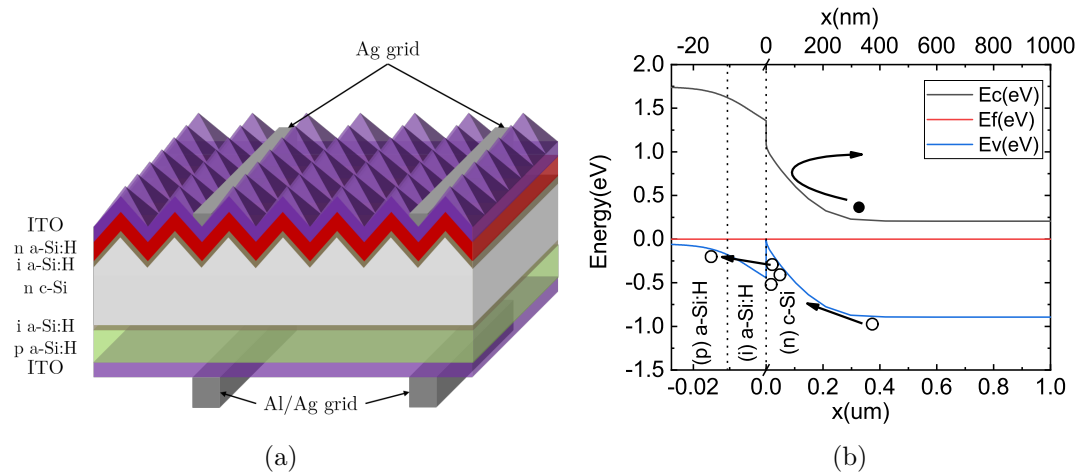 Ag grid
ITO
n a-Si:H
i a-Si:H
n c-Si
i a-Si:H
p a-Si:H
ITO
Al/Ag grid
(a)
x(nm)
-20 0 200 400 600 800 1000
2.0
1.5
1.0
0.5
0.0
-0.5
-1.0
-1.5
Energy(eV)
Ec(eV)
Ef(eV)
Ev(eV)
(p) a-Si:H
(i) a-Si:H
(n) c-Si
-0.02 0.0 0.2 0.4 0.6 0.8 1.0
x(um)
(b)